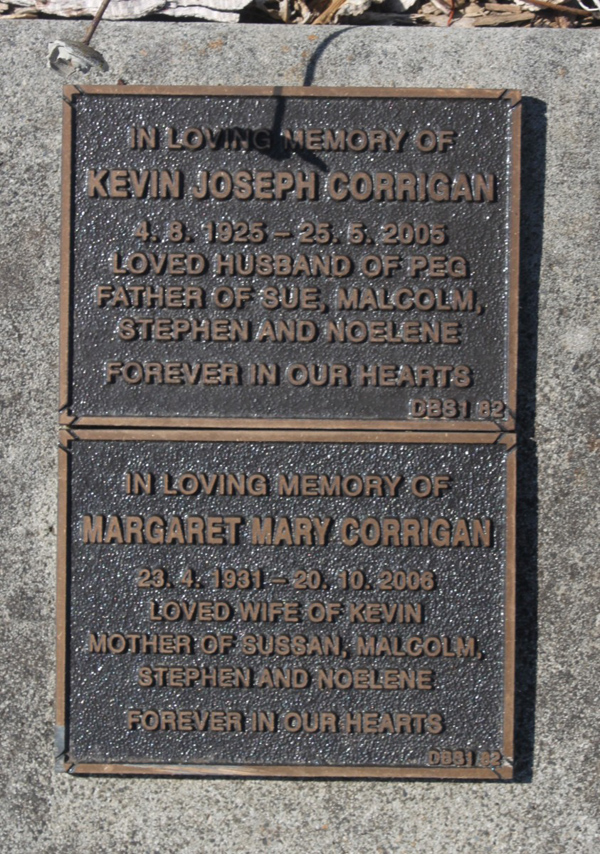 IN LOVING MEMORY OF
KEVIN JOSEPH CORRIGAN
4. 8. 1925 – 25. 5. 2005
LOVED HUSBAND OF PEG
FATHER OF SUE, MALCOLM,
STEPHEN AND NOELENE
FOREVER IN OUR HEARTS
DBS1 82
IN LOVING MEMORY OF
MARGARET MARY CORRIGAN
23. 4. 1931 – 20. 10. 2006
LOVED WIFE OF KEVIN
MOTHER OF SUSSAN, MALCOLM,
STEPHEN AND NOELENE
FOREVER IN OUR HEARTS
DBS1 82